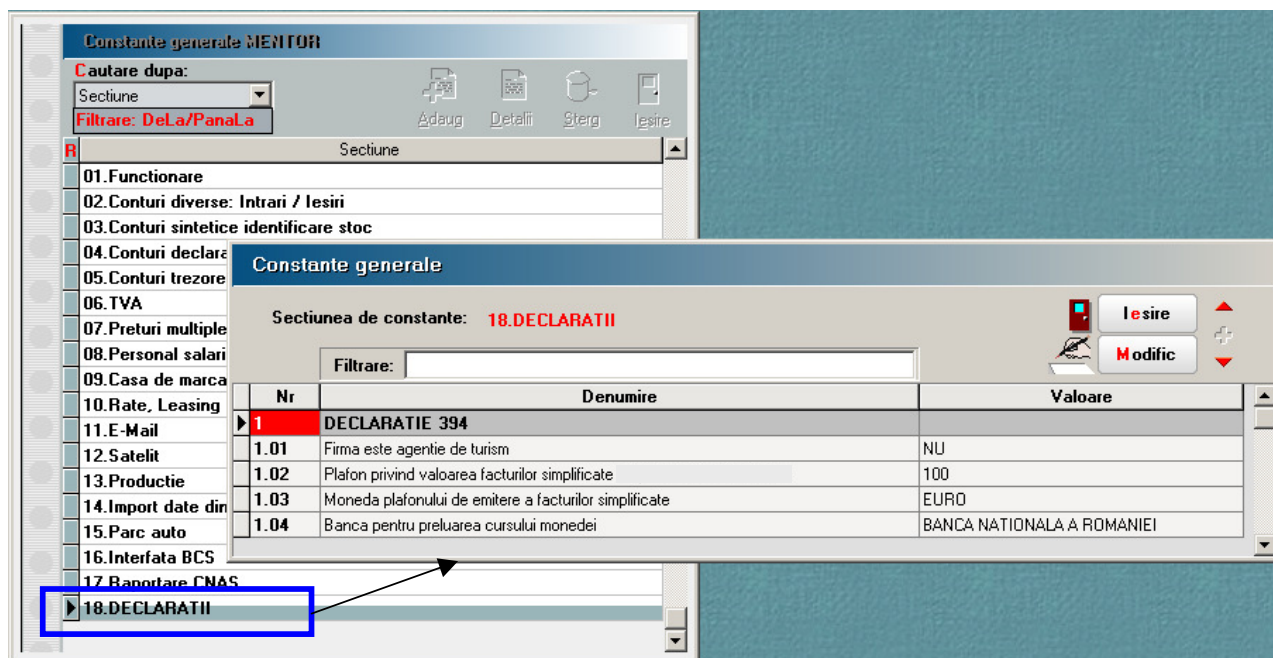 Constante generale MENTOR
Cautare dupa:
Sectiune
Filtrare: DeLa/PanaLa
Adaug Detalii Sterg Iesire
R Sectiune
01.Functionare
02.Conturi diverse: Intrari / Iesiri
03.Conturi sintetice identificare stoc
04.Conturi declara
05.Conturi trezore
06.TVA
07.Preturi multiple
08.Personal salari
09.Casa de marca
10.Rate, Leasing
11.E-Mail
12.Satelit
13.Productie
14.Import date din
15.Parc auto
16.Interfata BCS
17.Raportare CNAS
18.DECLARATII
Constante generale
Sectiunea de constante: 18.DECLARATII
Iesire
Filtrare:
Modific
Nr Denumire Valoare
1 DECLARATIE 394
1.01 Firma este agentie de turism NU
1.02 Plafon privind valoarea facturilor simplificate 100
1.03 Moneda plafonului de emitere a facturilor simplificate EURO
1.04 Banca pentru preluarea cursului monedei BANCA NATIONALA A ROMANIEI